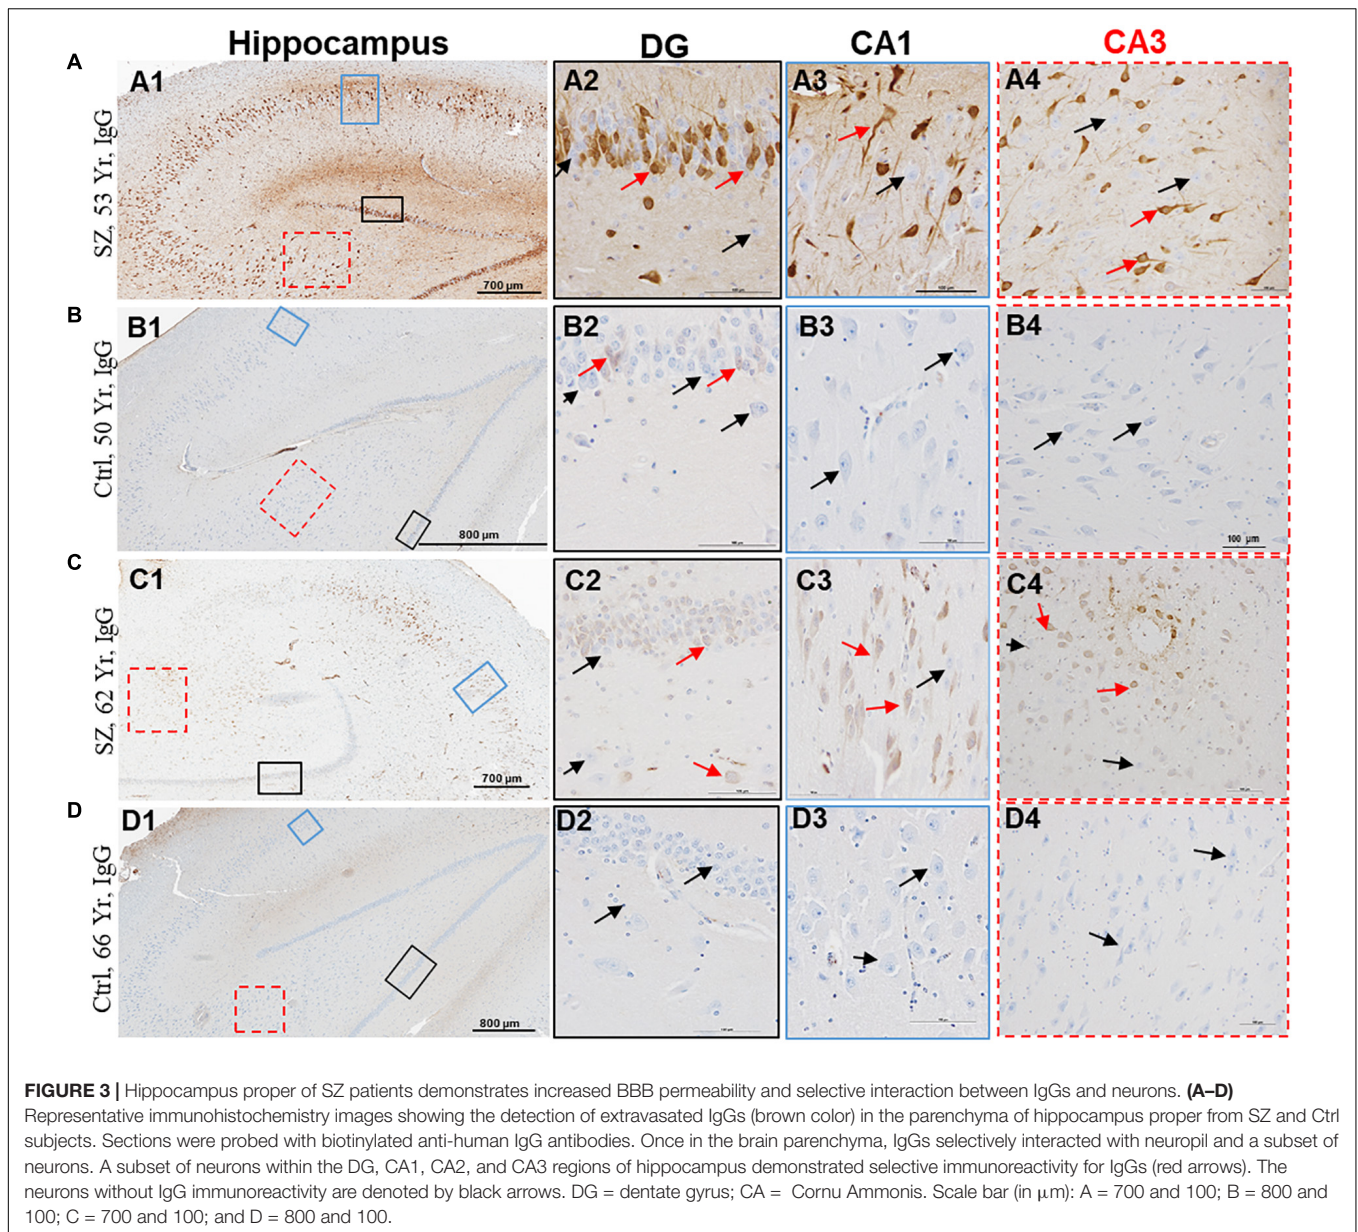 Hippocampus DG CA1 CA3
A
SZ, 53 Yr, IgG
A1 A2 A3 A4
700 µm
100 µm
B
Ctrl, 50 Yr, IgG
B1 B2 B3 B4
800 µm
100 µm
C
SZ, 62 Yr, IgG
C1 C2 C3 C4
700 µm
D
Ctrl, 66 Yr, IgG
D1 D2 D3 D4
800 µm
FIGURE 3 | Hippocampus proper of SZ patients demonstrates increased BBB permeability and selective interaction between IgGs and neurons. (A–D)
Representative immunohistochemistry images showing the detection of extravasated IgGs (brown color) in the parenchyma of hippocampus proper from SZ and Ctrl
subjects. Sections were probed with biotinylated anti-human IgG antibodies. Once in the brain parenchyma, IgGs selectively interacted with neuropil and a subset of
neurons. A subset of neurons within the DG, CA1, CA2, and CA3 regions of hippocampus demonstrated selective immunoreactivity for IgGs (red arrows). The
neurons without IgG immunoreactivity are denoted by black arrows. DG = dentate gyrus; CA = Cornu Ammonis. Scale bar (in µm): A = 700 and 100; B = 800 and
100; C = 700 and 100; and D = 800 and 100.